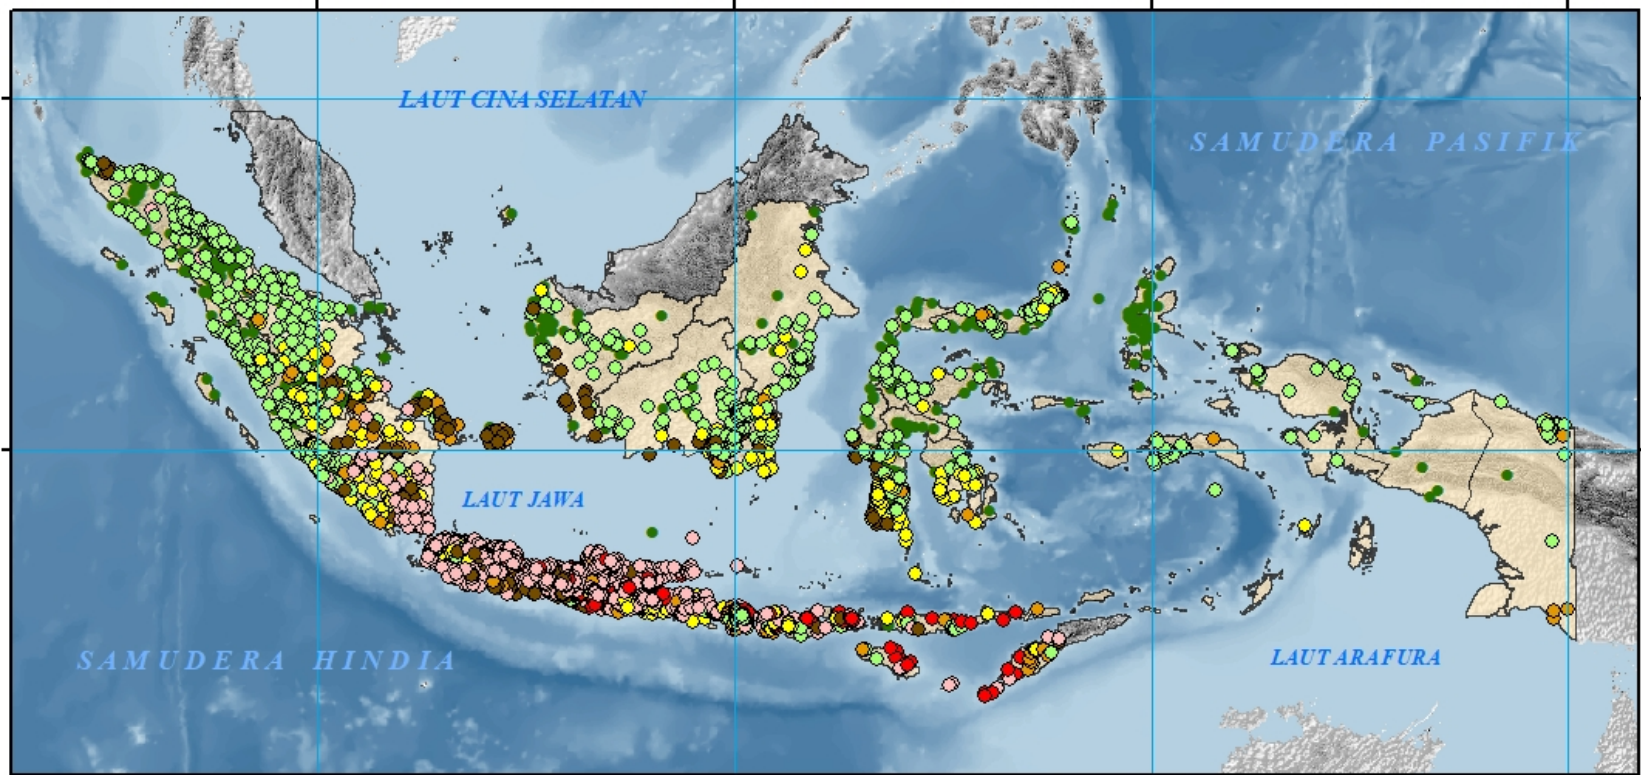 LAUT CINA SELATAN
SAMUDERA PASIFIK
LAUT JAWA
SAMUDERA HINDIA
LAUT ARAFURA